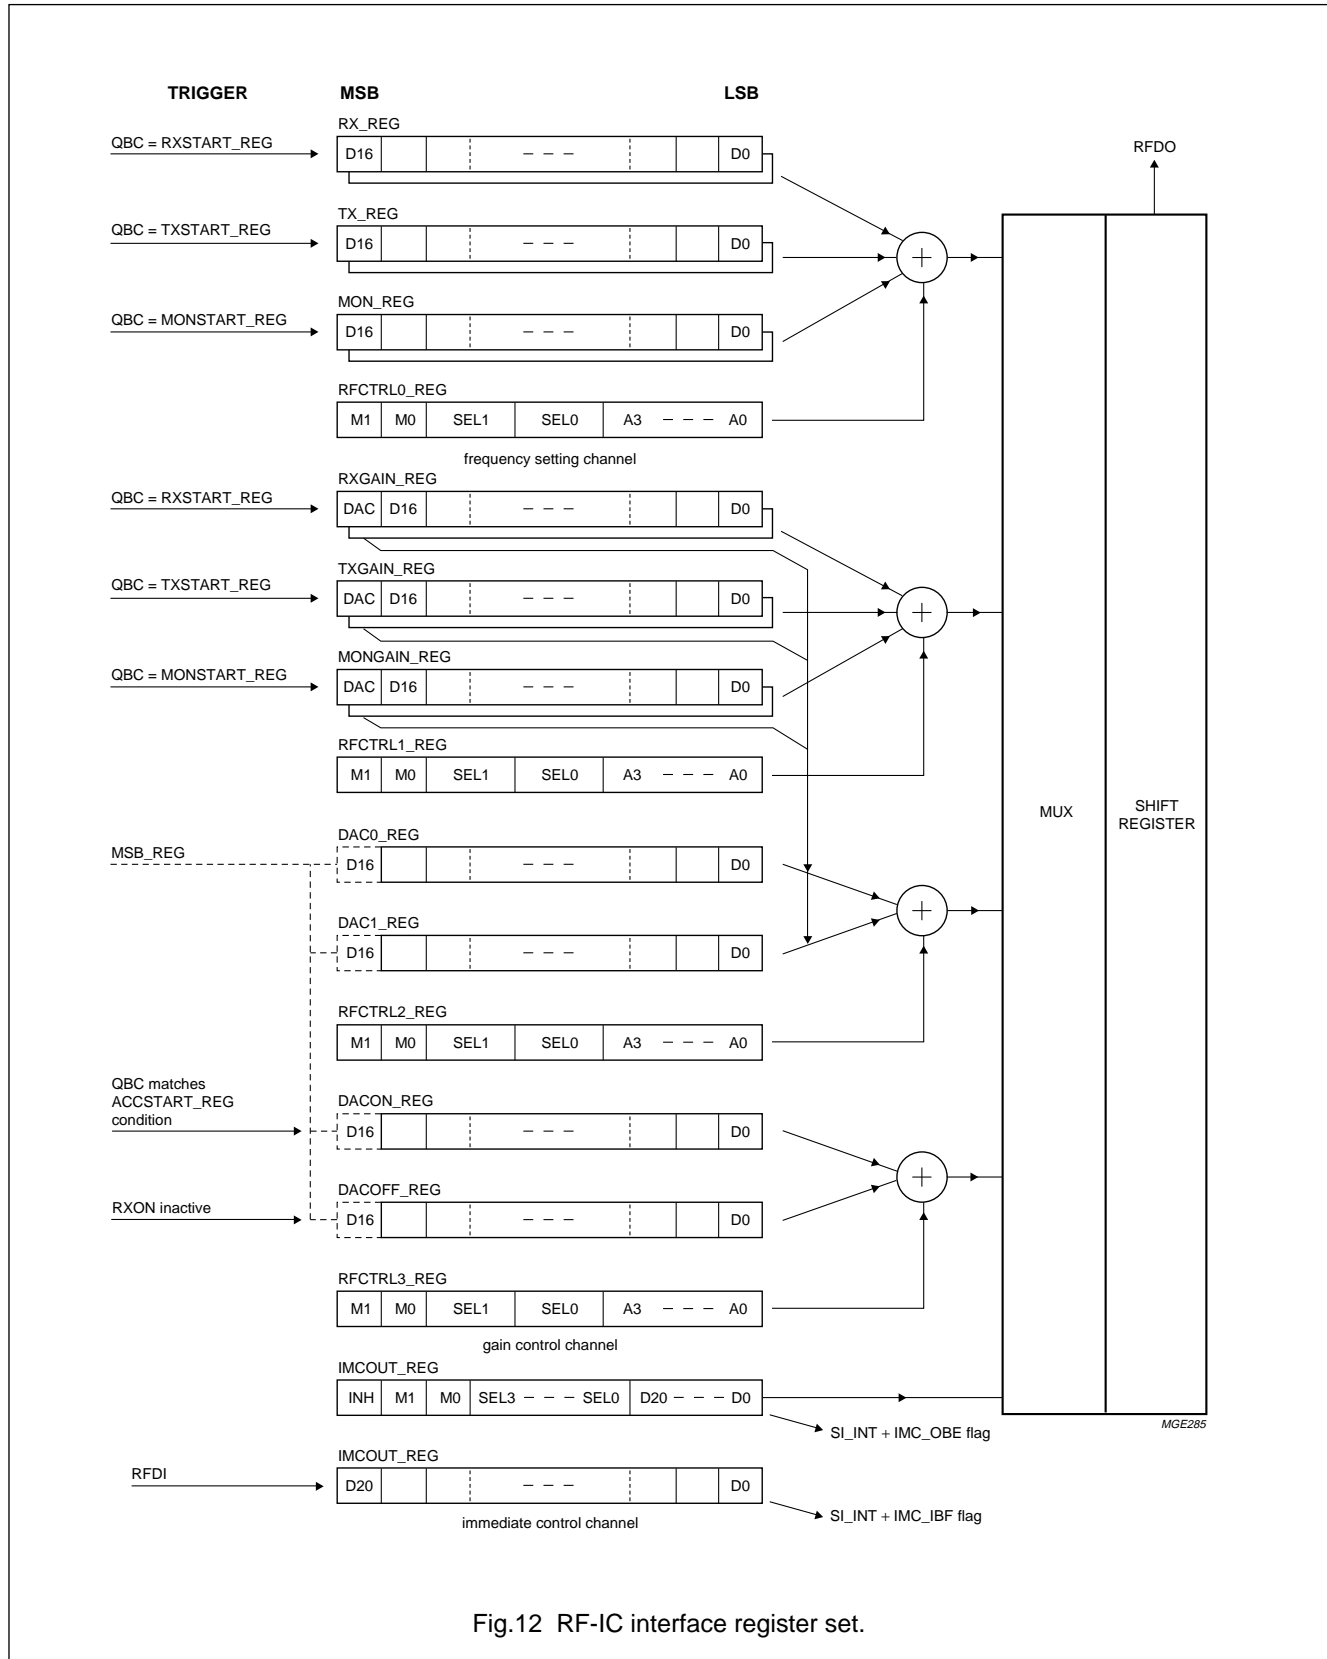 TRIGGER MSB LSB
RX_REG
QBC = RXSTART_REG D16 – – – D0
RFDO
TX_REG
QBC = TXSTART_REG D16 – – – D0
+
MON_REG
QBC = MONSTART_REG D16 – – – D0
RFCTRL0_REG
M1 M0 SEL1 SEL0 A3 – – – A0
frequency setting channel
RXGAIN_REG
QBC = RXSTART_REG DAC D16 – – – D0
TXGAIN_REG
QBC = TXSTART_REG DAC D16 – – – D0
+
MONGAIN_REG
QBC = MONSTART_REG DAC D16 – – – D0
RFCTRL1_REG
M1 M0 SEL1 SEL0 A3 – – – A0
MUX
SHIFT
REGISTER
DAC0_REG
MSB_REG D16 – – – D0
+
DAC1_REG
D16 – – – D0
RFCTRL2_REG
M1 M0 SEL1 SEL0 A3 – – – A0
QBC matches
ACCSTART_REG
condition
DACON_REG
D16 – – – D0
+
DACOFF_REG
RXON inactive D16 – – – D0
RFCTRL3_REG
M1 M0 SEL1 SEL0 A3 – – – A0
gain control channel
IMCOUT_REG
INH M1 M0 SEL3 – – – SEL0 D20 – – – D0
MGE285
SI_INT + IMC_OBE flag
IMCOUT_REG
RFDI D20 – – – D0
SI_INT + IMC_IBF flag
immediate control channel
Fig.12 RF-IC interface register set.